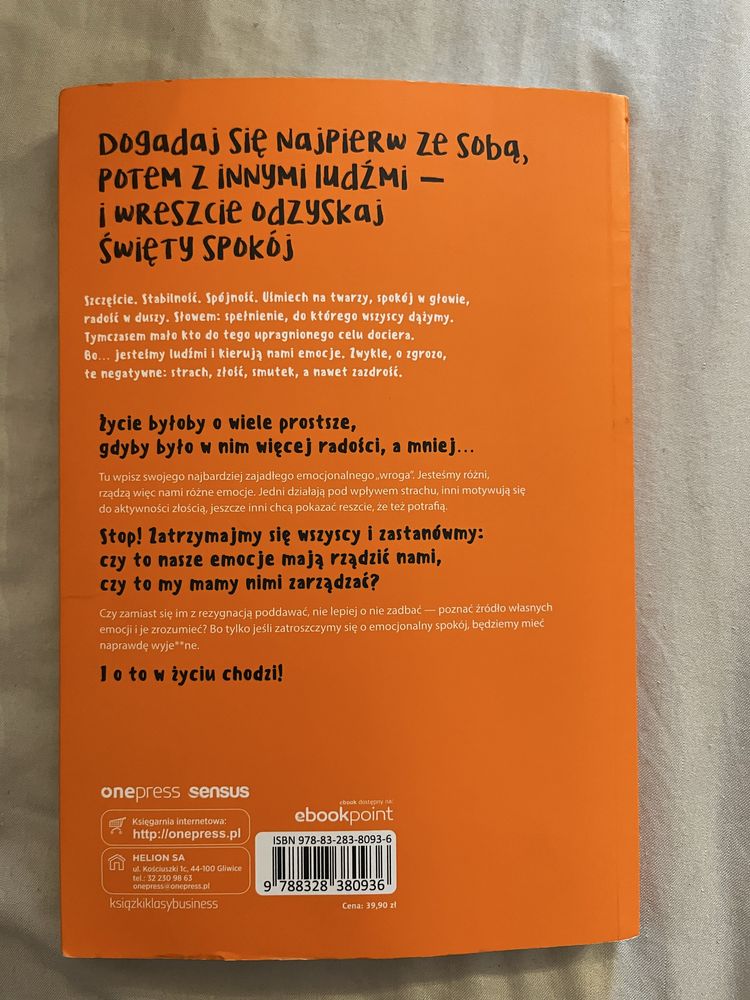 Dogadaj się najpierw ze sobą,
potem z innymi ludźmi —
i wreszcie odzyskaj
święty spokój
Szczęście. Stabilność. Spójność. Uśmiech na twarzy, spokój w głowie,
radość w duszy. Słowem: spełnienie, do którego wszyscy dążymy.
Tymczasem mało kto do tego upragnionego celu dociera.
Bo... jesteśmy ludźmi i kierują nami emocje. Zwykle, o zgrozo,
te negatywne: strach, złość, smutek, a nawet zazdrość.
Życie byłoby o wiele prostsze,
gdyby było w nim więcej radości, a mniej...
Tu wpisz swojego najbardziej zajadłego emocjonalnego „wroga”. Jesteśmy różni,
rządzą więc nami różne emocje. Jedni działają pod wpływem strachu, inni motywują się
do aktywności złością, jeszcze inni chcą pokazać reszcie, że też potrafią.
Stop! Zatrzymajmy się wszyscy i zastanówmy:
czy to nasze emocje mają rządzić nami,
czy to my mamy nimi zarządzać?
Czy zamiast się im z rezygnacją poddawać, nie lepiej o nie zadbać — poznać źródło własnych
emocji i je zrozumieć? Bo tylko jeśli zatroszczymy się o emocjonalny spokój, będziemy mieć
naprawdę wyje**ne.
I o to w życiu chodzi!
onepress sensus
Księgarnia internetowa:
http://onepress.pl
HELION SA
ul. Kościuszki 1c, 44-100 Gliwice
tel.: 32 230 98 63
onepress@onepress.pl
książkiklasybusiness
ebook dostępny na:
ebookpoint
ISBN 978-83-283-8093-6
9 788328 380936
Cena: 39,90 zł